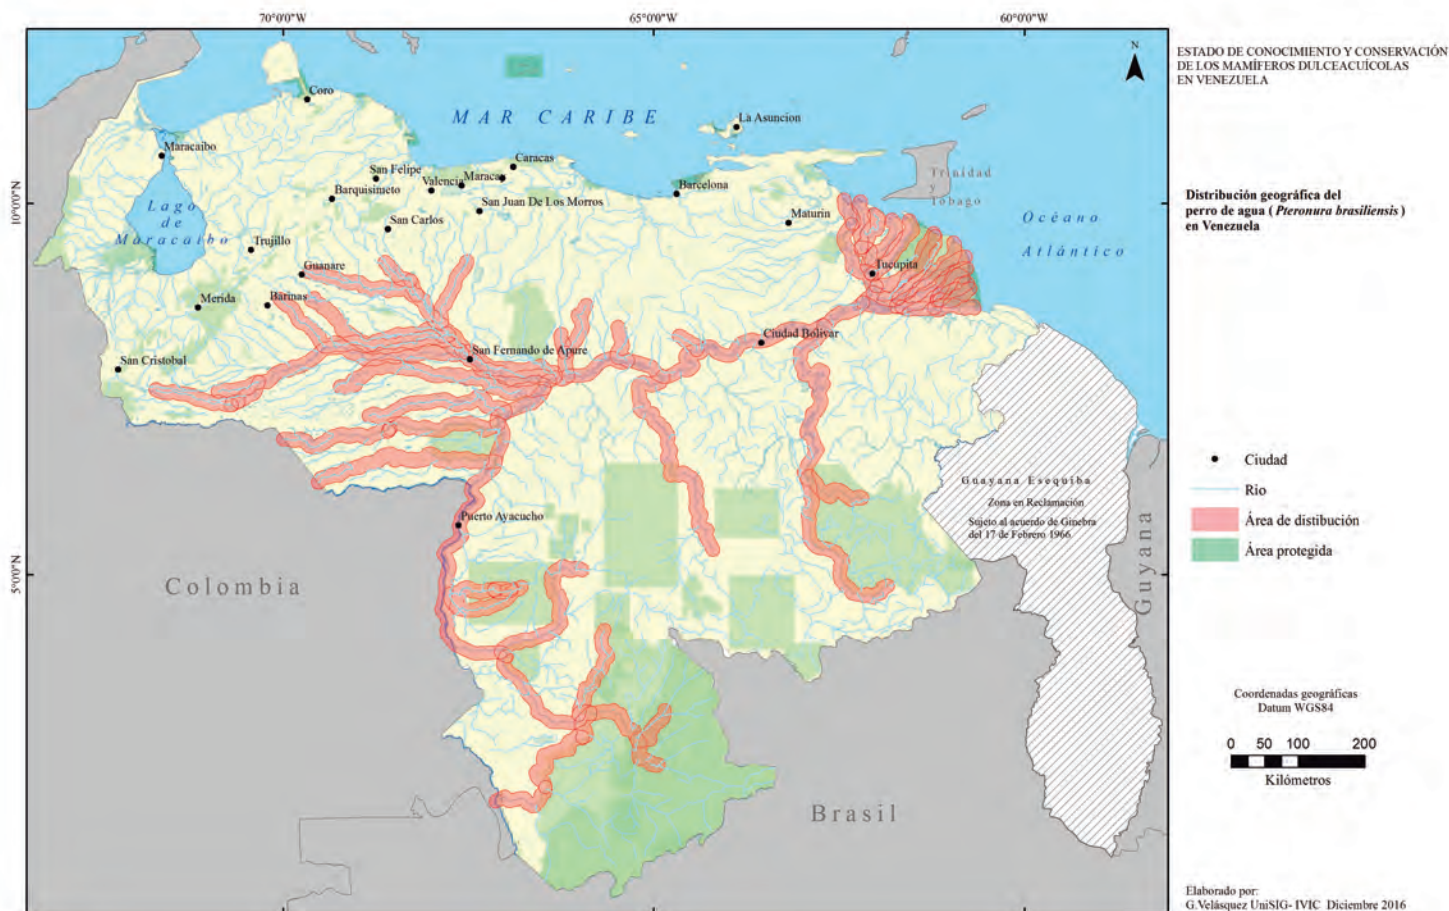 70°0'0"W
65°0'0"W
60°0'0"W
10°0'0"N
5°0'0"N
N
MAR CARIBE
Coro
La Asuncion
Maracaibo
San Felipe
Caracas
Valencia
Maracay
Barquisimeto
Barcelona
Trinidad
y
Tobago
San Juan De Los Morros
Lago
de
Maracaibo
San Carlos
Maturin
Océano
Atlántico
Trujillo
Guanare
Tucupita
Merida
Barinas
Ciudad Bolivar
San Cristobal
San Fernando de Apure
Guayana Esequiba
Zona en Reclamación
Sujeto al acuerdo de Ginebra
del 17 de Febrero 1966
Puerto Ayacucho
Colombia
Guyana
Brasil
ESTADO DE CONOCIMIENTO Y CONSERVACIÓN
DE LOS MAMÍFEROS DULCEACUÍCOLAS
EN VENEZUELA
Distribución geográfica del
perro de agua (Pteronura brasiliensis)
en Venezuela
Ciudad
Río
Área de distibución
Área protegida
Coordenadas geográficas
Datum WGS84
0 50 100 200
Kilómetros
Elaborado por:
G.Velásquez UniSIG- IVIC Diciembre 2016